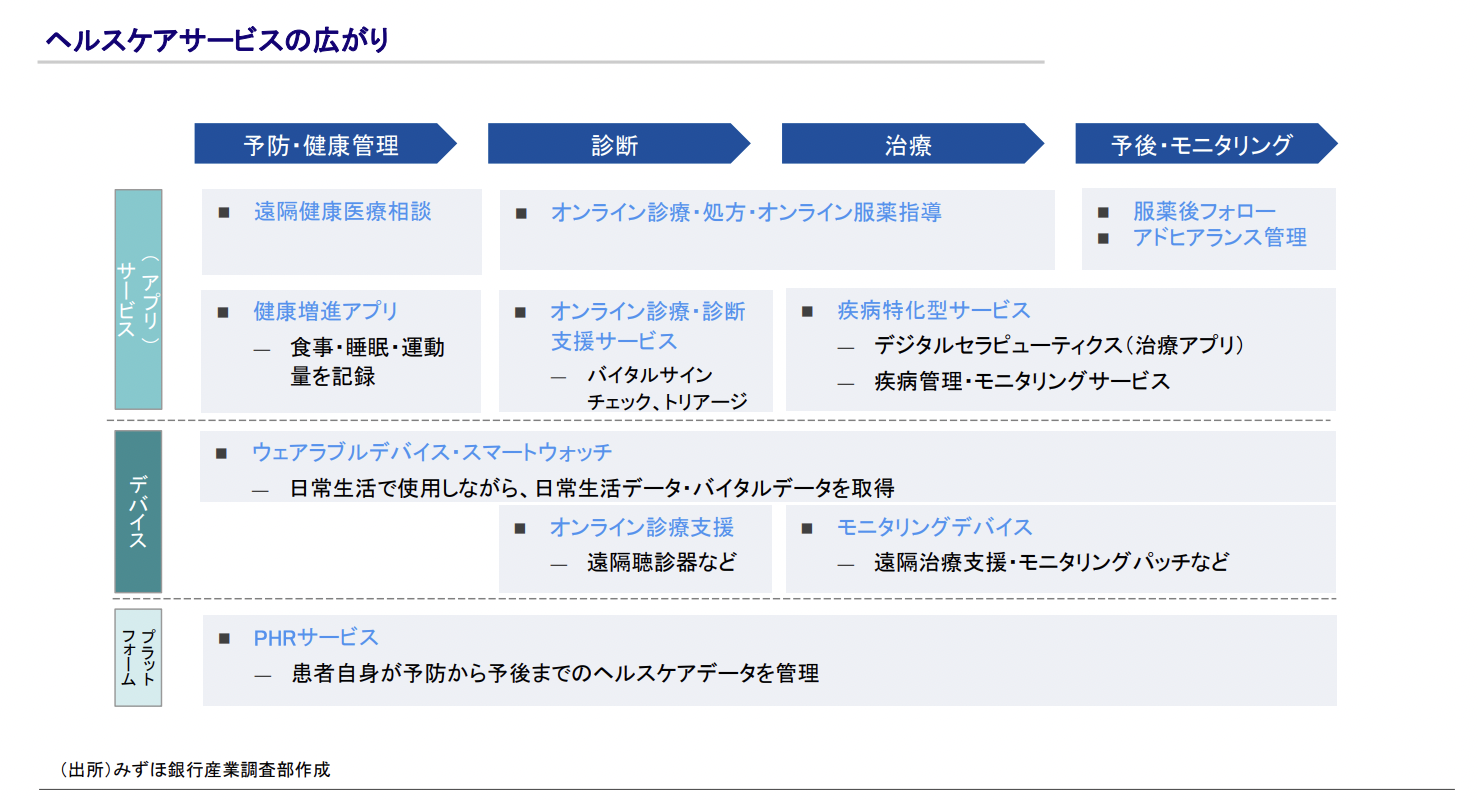 ヘルスケアサービスの広がり
予防・健康管理
診断
治療
予後・モニタリング
（アプリ）
サービス
■ 遠隔健康医療相談
■ オンライン診療・処方・オンライン服薬指導
■ 服薬後フォロー
■ アドヒアランス管理
■ 健康増進アプリ
― 食事・睡眠・運動
量を記録
■ オンライン診療・診断
支援サービス
― バイタルサイン
チェック、トリアージ
■ 疾病特化型サービス
― デジタルセラピューティクス（治療アプリ）
― 疾病管理・モニタリングサービス
デバイス
■ ウェアラブルデバイス・スマートウォッチ
― 日常生活で使用しながら、日常生活データ・バイタルデータを取得
■ オンライン診療支援
― 遠隔聴診器など
■ モニタリングデバイス
― 遠隔治療支援・モニタリングパッチなど
プラット
フォーム
■ PHRサービス
― 患者自身が予防から予後までのヘルスケアデータを管理
（出所）みずほ銀行産業調査部作成